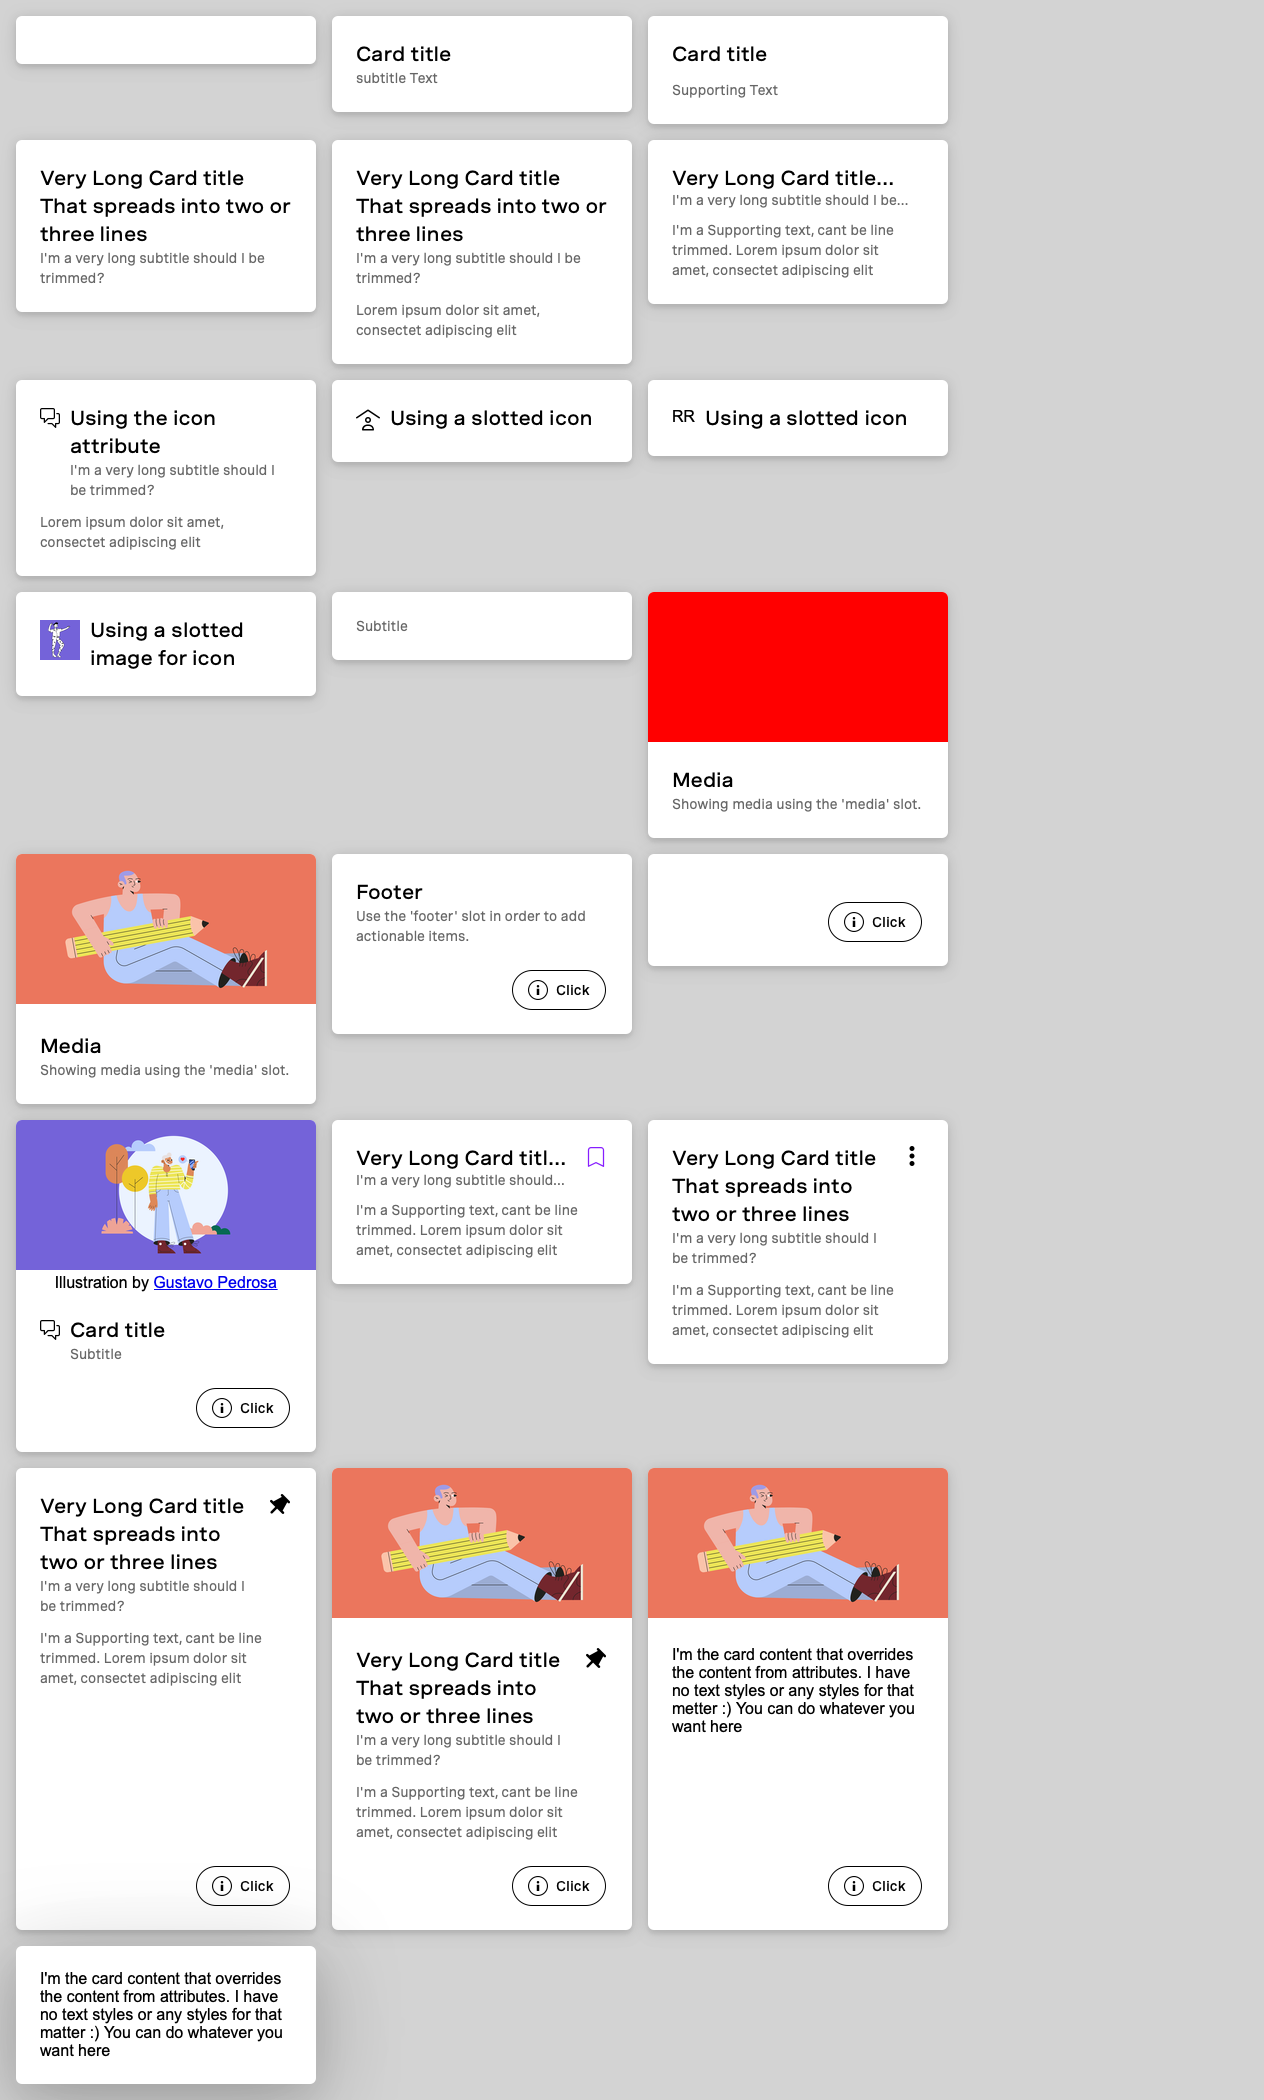 Card title
subtitle Text
Card title
Supporting Text
Very Long Card title
That spreads into two or
three lines
I'm a very long subtitle should I be
trimmed?
Very Long Card title
That spreads into two or
three lines
I'm a very long subtitle should I be
trimmed?
Lorem ipsum dolor sit amet,
consectet adipiscing elit
Very Long Card title...
I'm a very long subtitle should I be...
I'm a Supporting text, cant be line
trimmed. Lorem ipsum dolor sit
amet, consectet adipiscing elit
Using the icon
attribute
I'm a very long subtitle should I
be trimmed?
Lorem ipsum dolor sit amet,
consectet adipiscing elit
Using a slotted icon
RR Using a slotted icon
Using a slotted
image for icon
Subtitle
Media
Showing media using the 'media' slot.
Media
Showing media using the 'media' slot.
Footer
Use the 'footer' slot in order to add
actionable items.
Click
Click
Illustration by Gustavo Pedrosa
Card title
Subtitle
Click
Very Long Card titl...
I'm a very long subtitle should...
I'm a Supporting text, cant be line
trimmed. Lorem ipsum dolor sit
amet, consectet adipiscing elit
Very Long Card title
That spreads into
two or three lines
I'm a very long subtitle should I
be trimmed?
I'm a Supporting text, cant be line
trimmed. Lorem ipsum dolor sit
amet, consectet adipiscing elit
Very Long Card title
That spreads into
two or three lines
I'm a very long subtitle should I
be trimmed?
I'm a Supporting text, cant be line
trimmed. Lorem ipsum dolor sit
amet, consectet adipiscing elit
Click
Very Long Card title
That spreads into
two or three lines
I'm a very long subtitle should I
be trimmed?
I'm a Supporting text, cant be line
trimmed. Lorem ipsum dolor sit
amet, consectet adipiscing elit
Click
I'm the card content that overrides
the content from attributes. I have
no text styles or any styles for that
metter :) You can do whatever you
want here
Click
I'm the card content that overrides
the content from attributes. I have
no text styles or any styles for that
matter :) You can do whatever you
want here